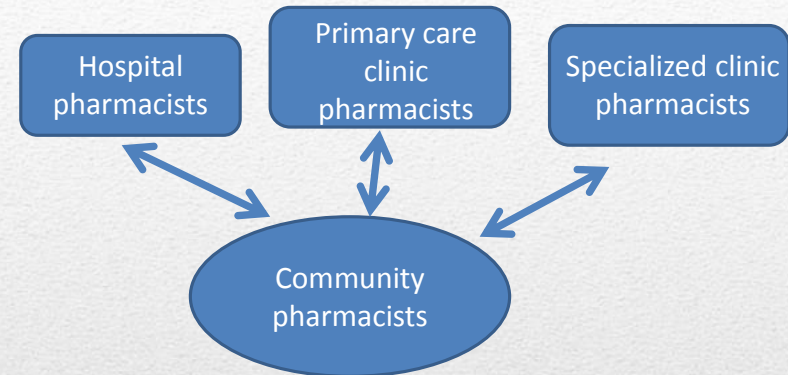 Hospital
pharmacists
Primary care
clinic
pharmacists
Specialized clinic
pharmacists
Community
pharmacists